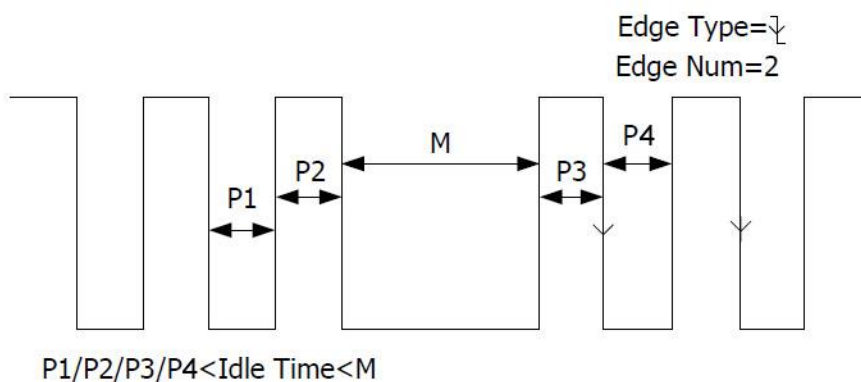 Edge Type=
Edge Num=2
P4
M
P2
P3
P1
P1/P2/P3/P4<Idle Time<M